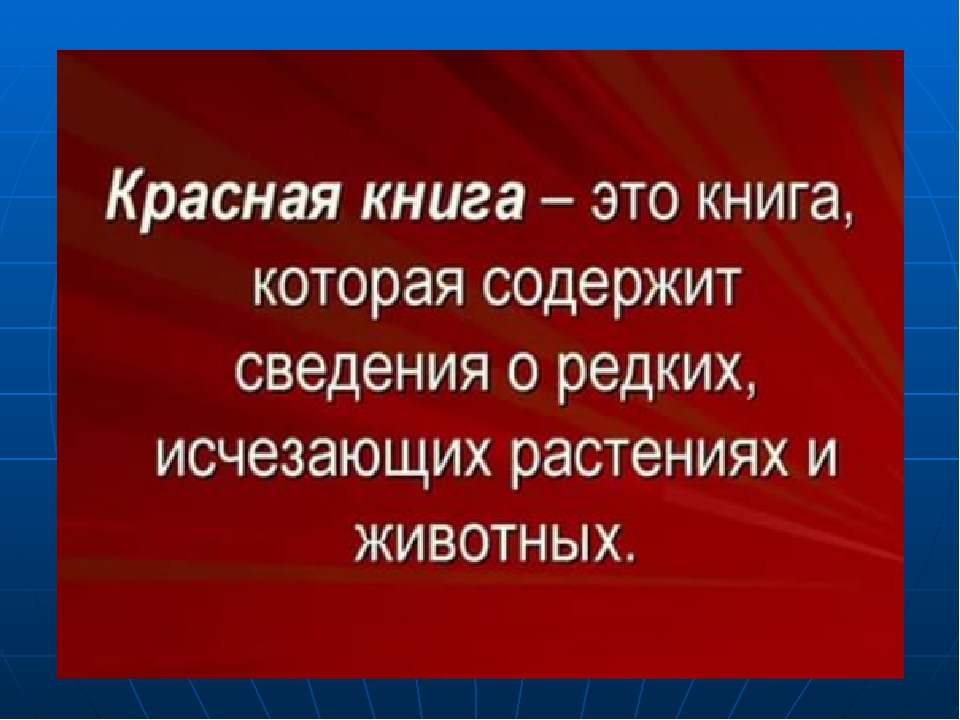 Красная книга – это книга,
которая содержит
сведения о редких,
исчезающих растениях и
животных.